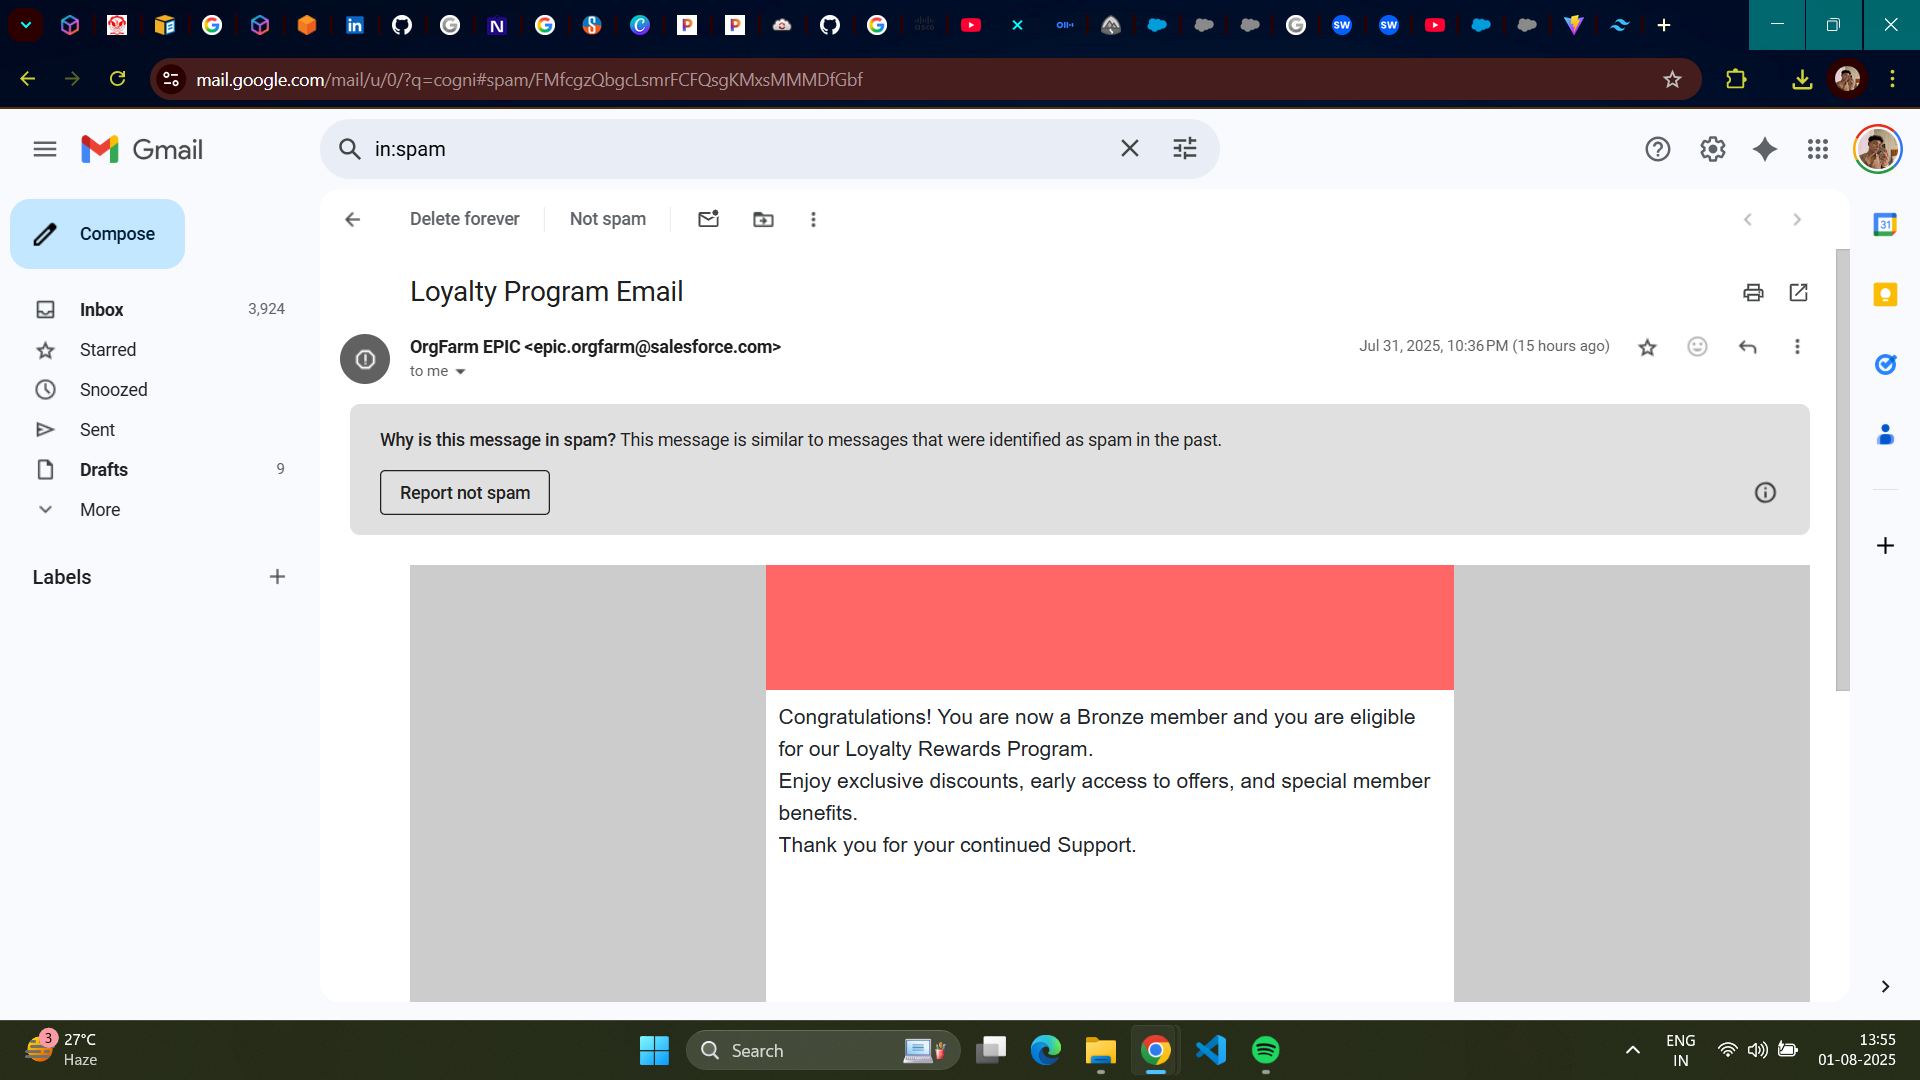 mail.google.com/mail/u/0/?q=cogni#spam/FMfcgzQbgcLsmrFCFQsgKMxsMMMDfGbf
Gmail
in:spam
Compose
Inbox 3,924
Starred
Snoozed
Sent
Drafts 9
More
Labels
Delete forever
Not spam
Loyalty Program Email
OrgFarm EPIC <epic.orgfarm@salesforce.com>
Jul 31, 2025, 10:36 PM (15 hours ago)
to me
Why is this message in spam? This message is similar to messages that were identified as spam in the past.
Report not spam
Congratulations! You are now a Bronze member and you are eligible
for our Loyalty Rewards Program.
Enjoy exclusive discounts, early access to offers, and special member
benefits.
Thank you for your continued Support.
31
3
27°C
Haze
Search
ENG
IN
13:55
01-08-2025